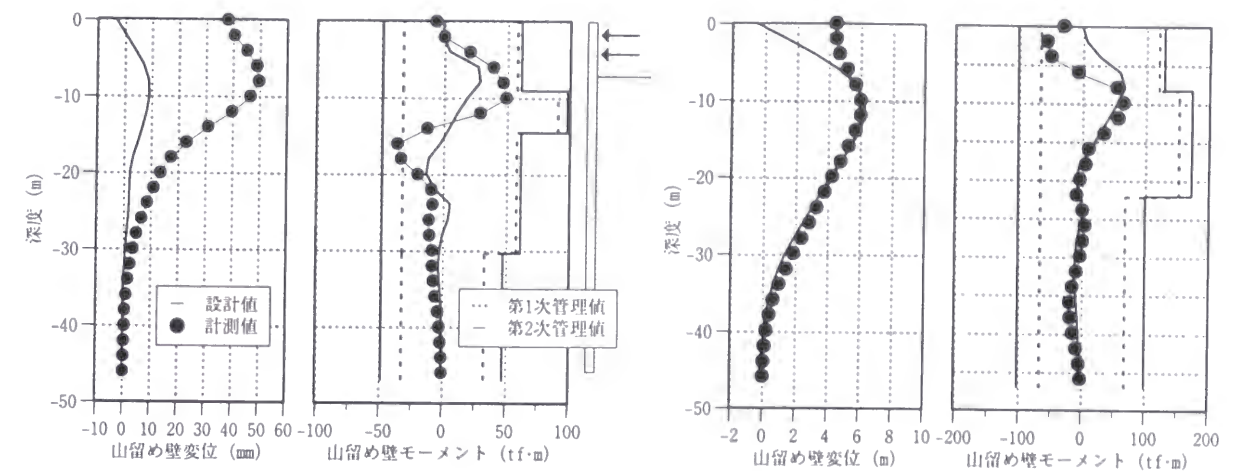 0
-10
-20
-30
-40
-50
深度 (m)
-10 0 10 20 30 40 50 60
山留め壁変位 (mm)
設計値
計測値
-100 -50 0 50 100
山留め壁モーメント (tf·m)
第1次管理値
第2次管理値
0
-10
-20
-30
-40
-50
深度 (m)
-2 0 2 4 6 8 10
山留め壁変位 (m)
-200 -100 0 100 200
山留め壁モーメント (tf·m)